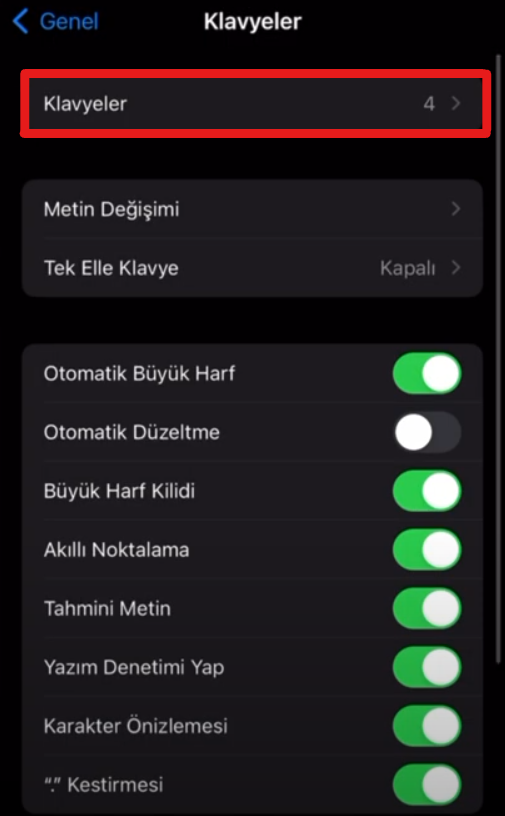 Genel
Klavyeler
Klavyeler 4
Metin Değişimi
Tek Elle Klavye Kapalı
Otomatik Büyük Harf
Otomatik Düzeltme
Büyük Harf Kilidi
Akıllı Noktalama
Tahmini Metin
Yazım Denetimi Yap
Karakter Önizlemesi
“.” Kestirmesi